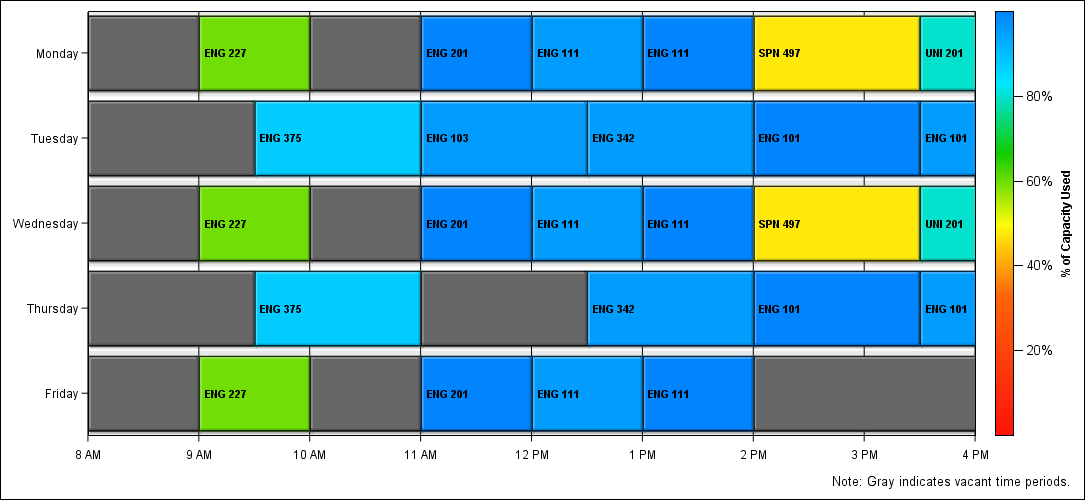 Monday
ENG 227
ENG 201
ENG 111
ENG 111
SPN 497
UNI 201
Tuesday
ENG 375
ENG 103
ENG 342
ENG 101
ENG 101
Wednesday
ENG 227
ENG 201
ENG 111
ENG 111
SPN 497
UNI 201
Thursday
ENG 375
ENG 342
ENG 101
ENG 101
Friday
ENG 227
ENG 201
ENG 111
ENG 111
8 AM
9 AM
10 AM
11 AM
12 PM
1 PM
2 PM
3 PM
4 PM
80%
60%
40%
20%
% of Capacity Used
Note: Gray indicates vacant time periods.